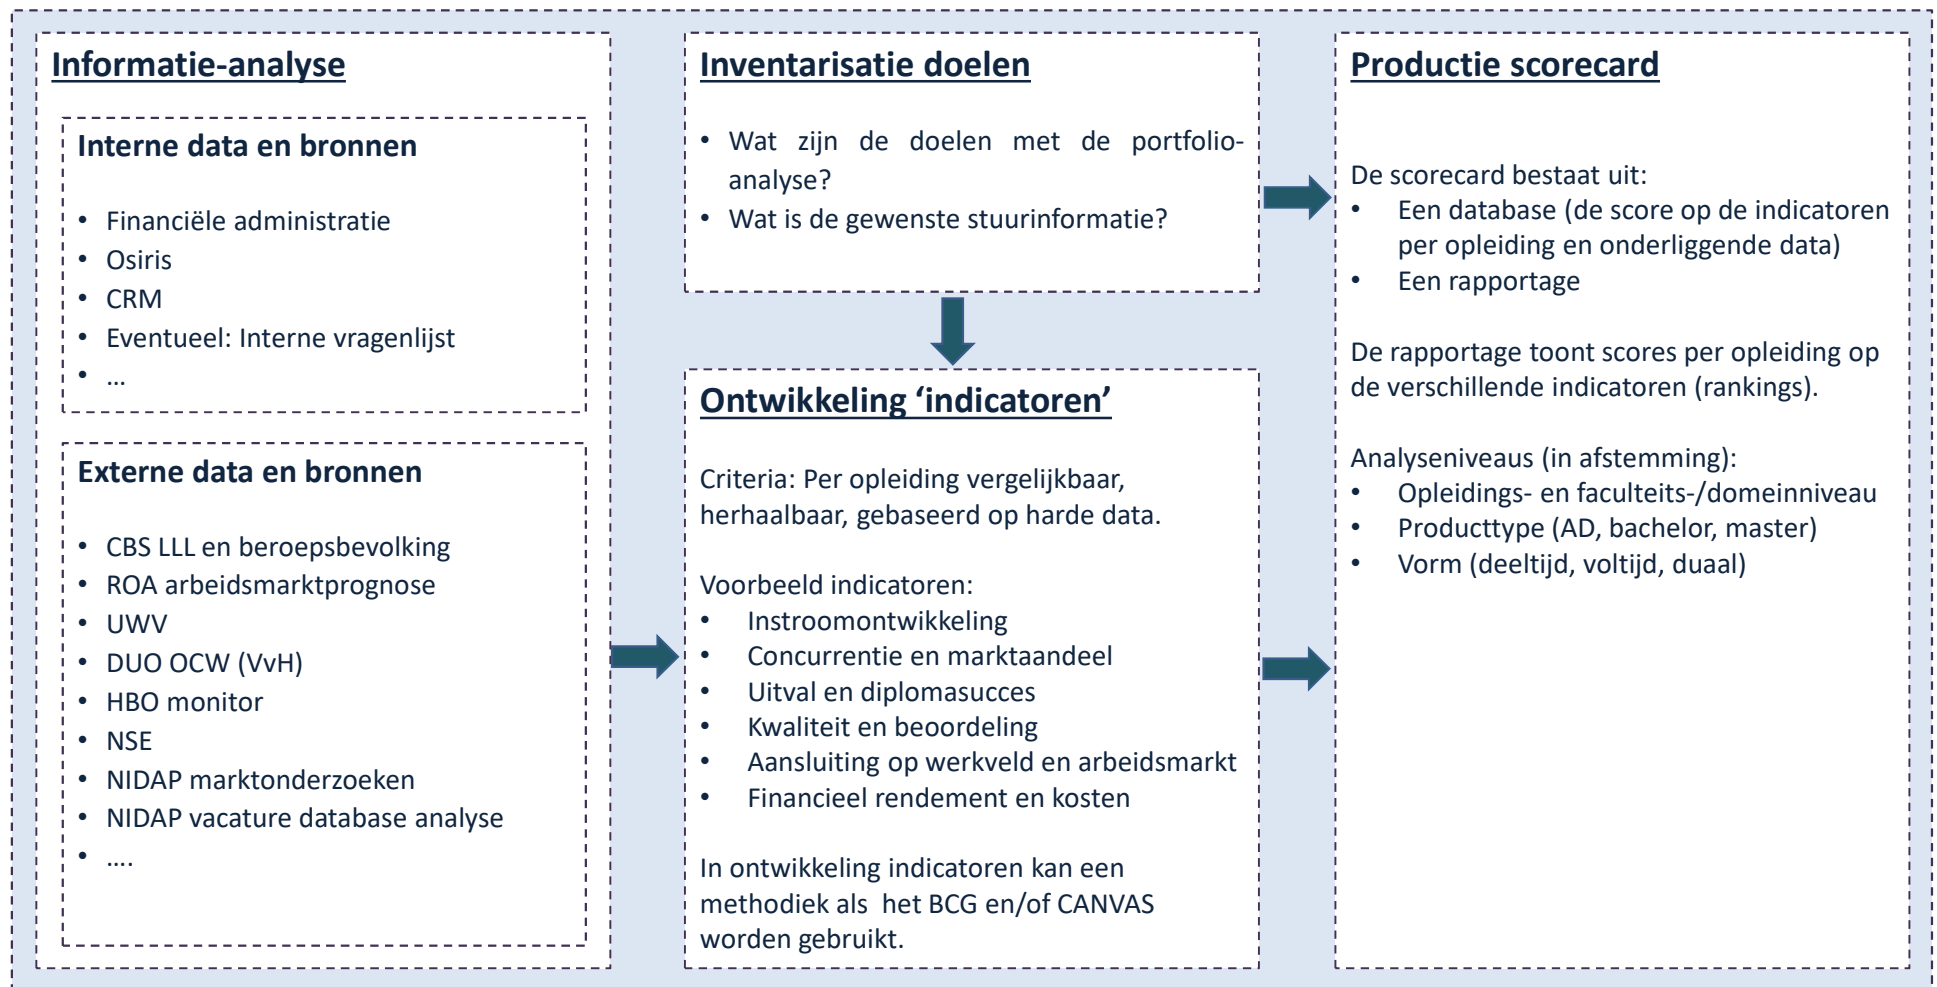 Informatie-analyse
Interne data en bronnen
• Financiële administratie
• Osiris
• CRM
• Eventueel: Interne vragenlijst
• ...
Externe data en bronnen
• CBS LLL en beroepsbevolking
• ROA arbeidsmarktprognose
• UWV
• DUO OCW (VvH)
• HBO monitor
• NSE
• NIDAP marktonderzoeken
• NIDAP vacature database analyse
• ....
Inventarisatie doelen
• Wat zijn de doelen met de portfolio-
analyse?
• Wat is de gewenste stuurinformatie?
Ontwikkeling ‘indicatoren’
Criteria: Per opleiding vergelijkbaar,
herhaalbaar, gebaseerd op harde data.
Voorbeeld indicatoren:
• Instroomontwikkeling
• Concurrentie en marktaandeel
• Uitval en diplomasucces
• Kwaliteit en beoordeling
• Aansluiting op werkveld en arbeidsmarkt
• Financieel rendement en kosten
In ontwikkeling indicatoren kan een
methodiek als het BCG en/of CANVAS
worden gebruikt.
Productie scorecard
De scorecard bestaat uit:
• Een database (de score op de indicatoren
per opleiding en onderliggende data)
• Een rapportage
De rapportage toont scores per opleiding op
de verschillende indicatoren (rankings).
Analyseniveaus (in afstemming):
• Opleidings- en faculteits-/domeinniveau
• Producttype (AD, bachelor, master)
• Vorm (deeltijd, voltijd, duaal)